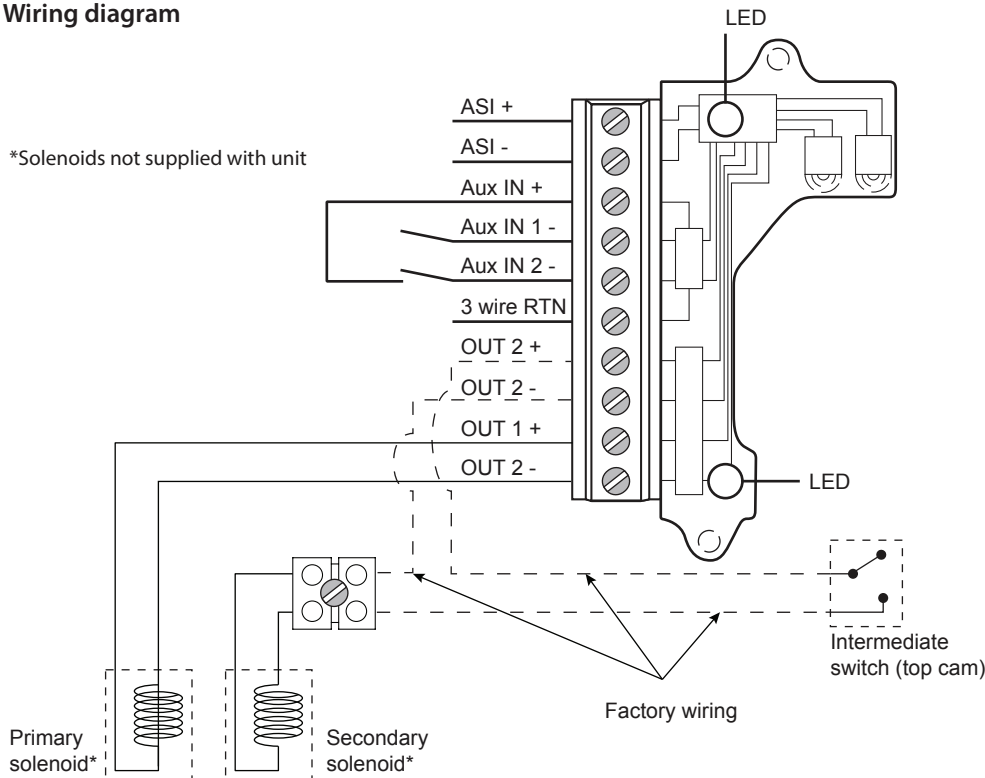 Wiring diagram
LED
ASI +
*Solenoids not supplied with unit
ASI -
Aux IN +
Aux IN 1 -
Aux IN 2 -
3 wire RTN
OUT 2 +
OUT 2 -
OUT 1 +
OUT 2 -
LED
Intermediate
switch (top cam)
Factory wiring
Primary
solenoid*
Secondary
solenoid*